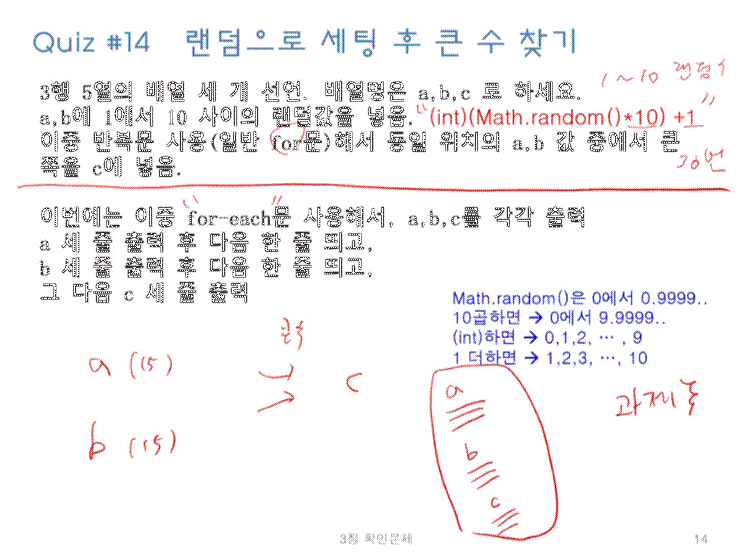 Quiz #14 랜덤으로 세팅 후 큰 수 찾기
3행 5열의 배열 세 개 선언. 배열명은 a,b,c 로 하세요.
1~10 랜덤수
a,b에 1에서 10 사이의 랜덤값을 넣음. (int)(Math.random()*10) +1
이중 반복문 사용(일반 for문)해서 동일 위치의 a,b 값 중에서 큰
쪽을 c에 넣음.
30번
이번에는 이중 for-each문 사용해서, a,b,c를 각각 출력
a 세 줄 출력 후 다음 한 줄 띄고,
b 세 줄 출력 후 다음 한 줄 띄고,
그 다음 c 세 줄 출력
Math.random()은 0에서 0.9999..
10곱하면 → 0에서 9.9999..
(int)하면 → 0,1,2, … , 9
1 더하면 → 1,2,3, …, 10
a (15)
c
b (15)
a
b
c
3장 확인문제
14